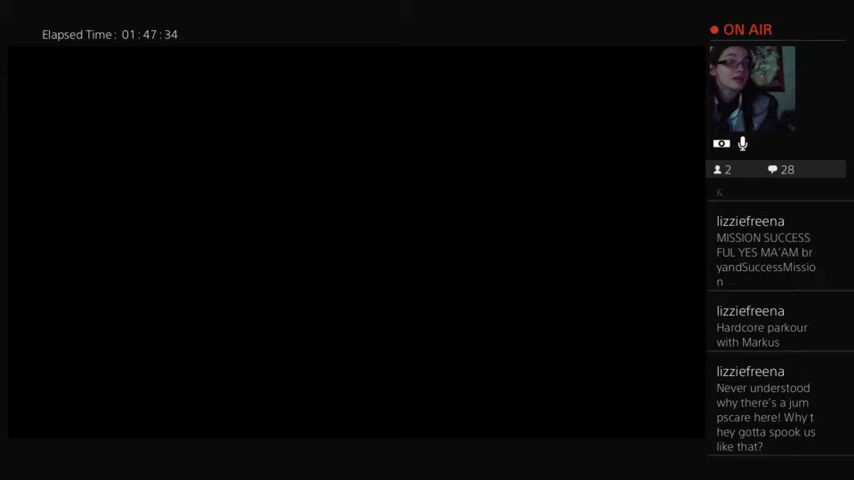 Elapsed Time: 01:47:34
ON AIR
2 28
K
lizziefreena
MISSION SUCCESS
FUL YES MA'AM br
yandSuccessMissio
n
lizziefreena
Hardcore parkour
with Markus
lizziefreena
Never understood
why there's a jum
pscare here! Why t
hey gotta spook us
like that?